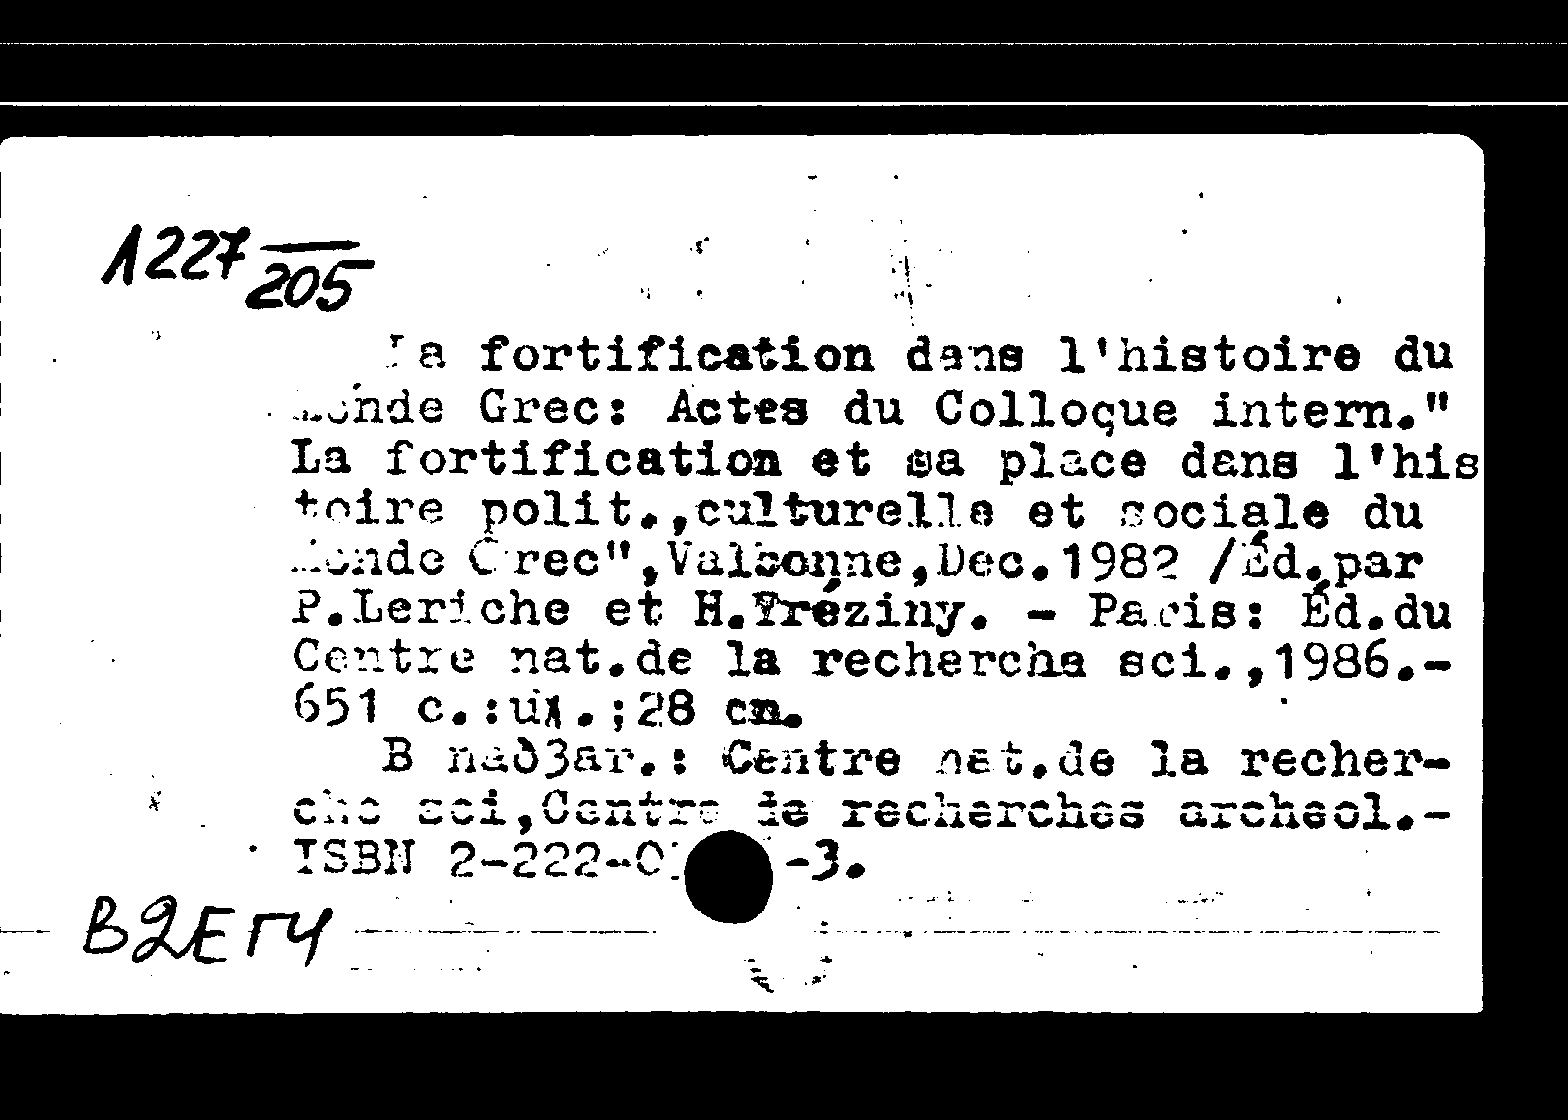 A227 205
La fortification dans l'histoire du
monde Grec: Actes du Colloque intern."
La fortification et sa place dans l'his
toire polit.,culturelle et sociale du
Monde Grec",Valbonne,Dec.1982 /Éd.par
P.Leriche et H.Tréziny. - Paris: Éd.du
Centre nat.de la recherche sci.,1986.-
651 c.:ил.;28 cm.
В надзаг.: Centre nat.de la recher-
che sci,Centre de recherches archeol.-
ISBN 2-222-0 -3.
В2ЕГ4